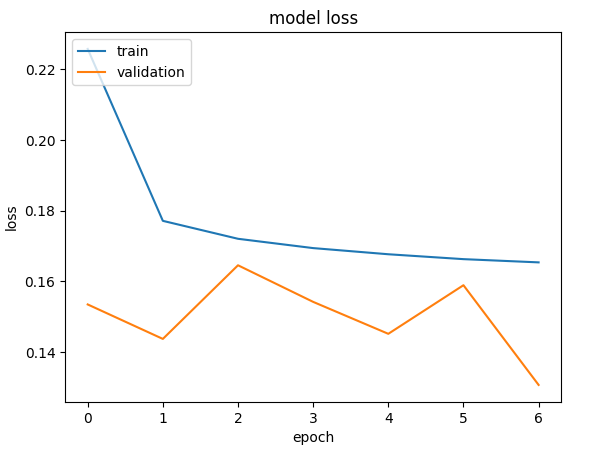 model loss
train
validation
0.22
0.20
0.18
0.16
0.14
loss
0 1 2 3 4 5 6
epoch